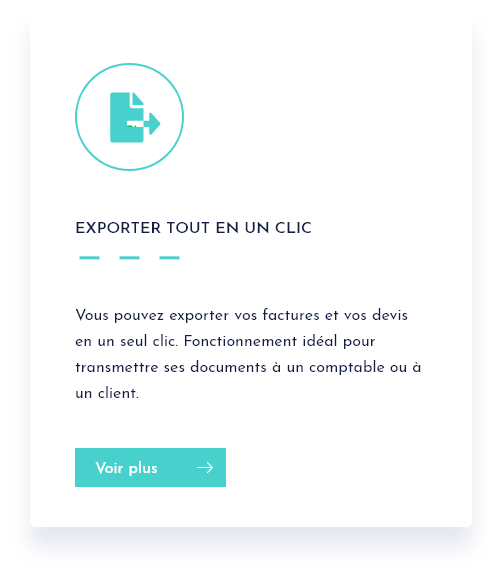 EXPORTER TOUT EN UN CLIC
Vous pouvez exporter vos factures et vos devis
en un seul clic. Fonctionnement idéal pour
transmettre ses documents à un comptable ou à
un client.
Voir plus